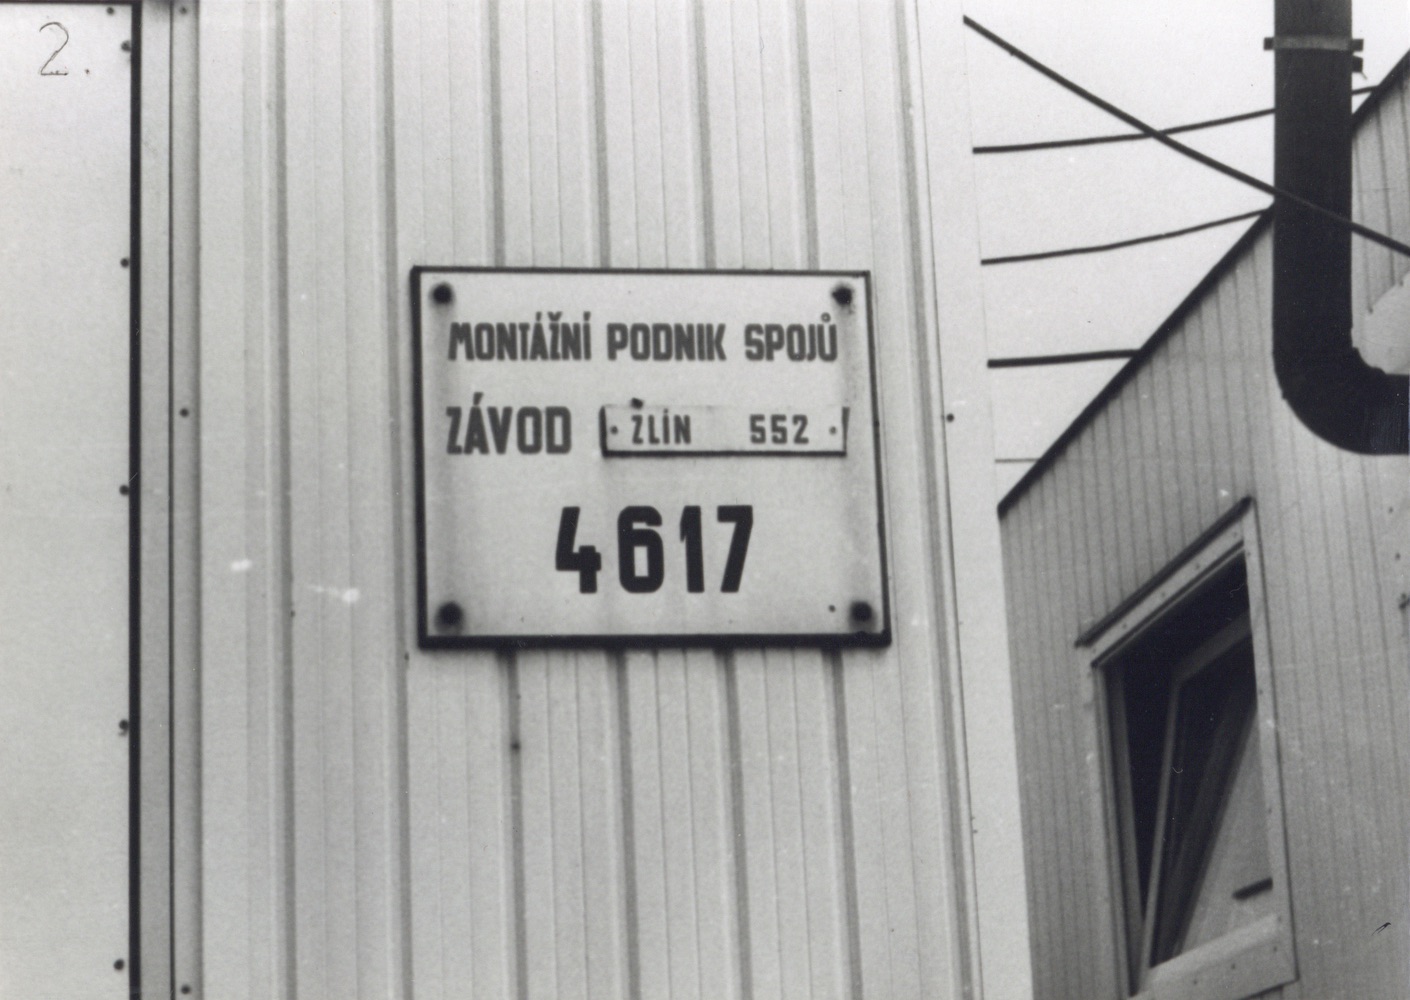 2.
MONTÁŽNÍ PODNIK SPOJŮ
ZÁVOD ZLÍN 552
4617